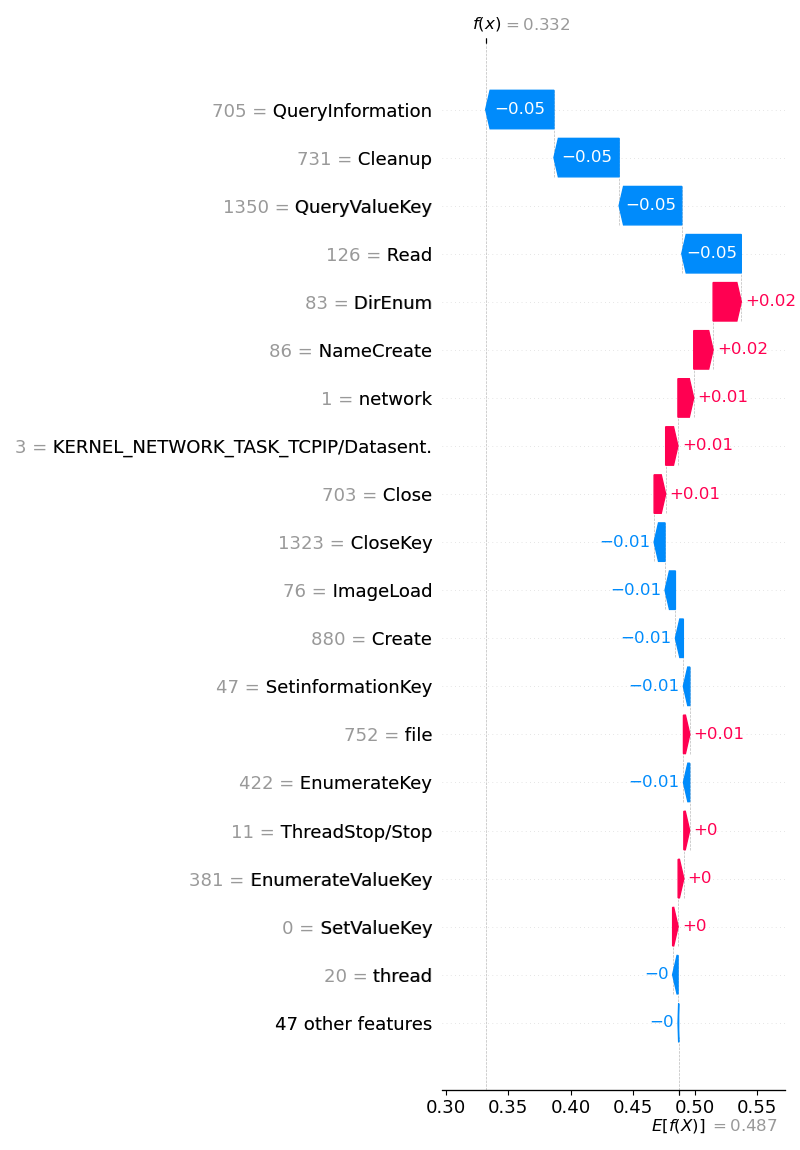 f(x) = 0.332
705 = QueryInformation −0.05
731 = Cleanup −0.05
1350 = QueryValueKey −0.05
126 = Read −0.05
83 = DirEnum +0.02
86 = NameCreate +0.02
1 = network +0.01
3 = KERNEL_NETWORK_TASK_TCPIP/Datasent. +0.01
703 = Close +0.01
1323 = CloseKey −0.01
76 = ImageLoad −0.01
880 = Create −0.01
47 = SetinformationKey −0.01
752 = file +0.01
422 = EnumerateKey −0.01
11 = ThreadStop/Stop +0
381 = EnumerateValueKey +0
0 = SetValueKey +0
20 = thread −0
47 other features −0
0.30 0.35 0.40 0.45 0.50 0.55
E[f(X)] = 0.487